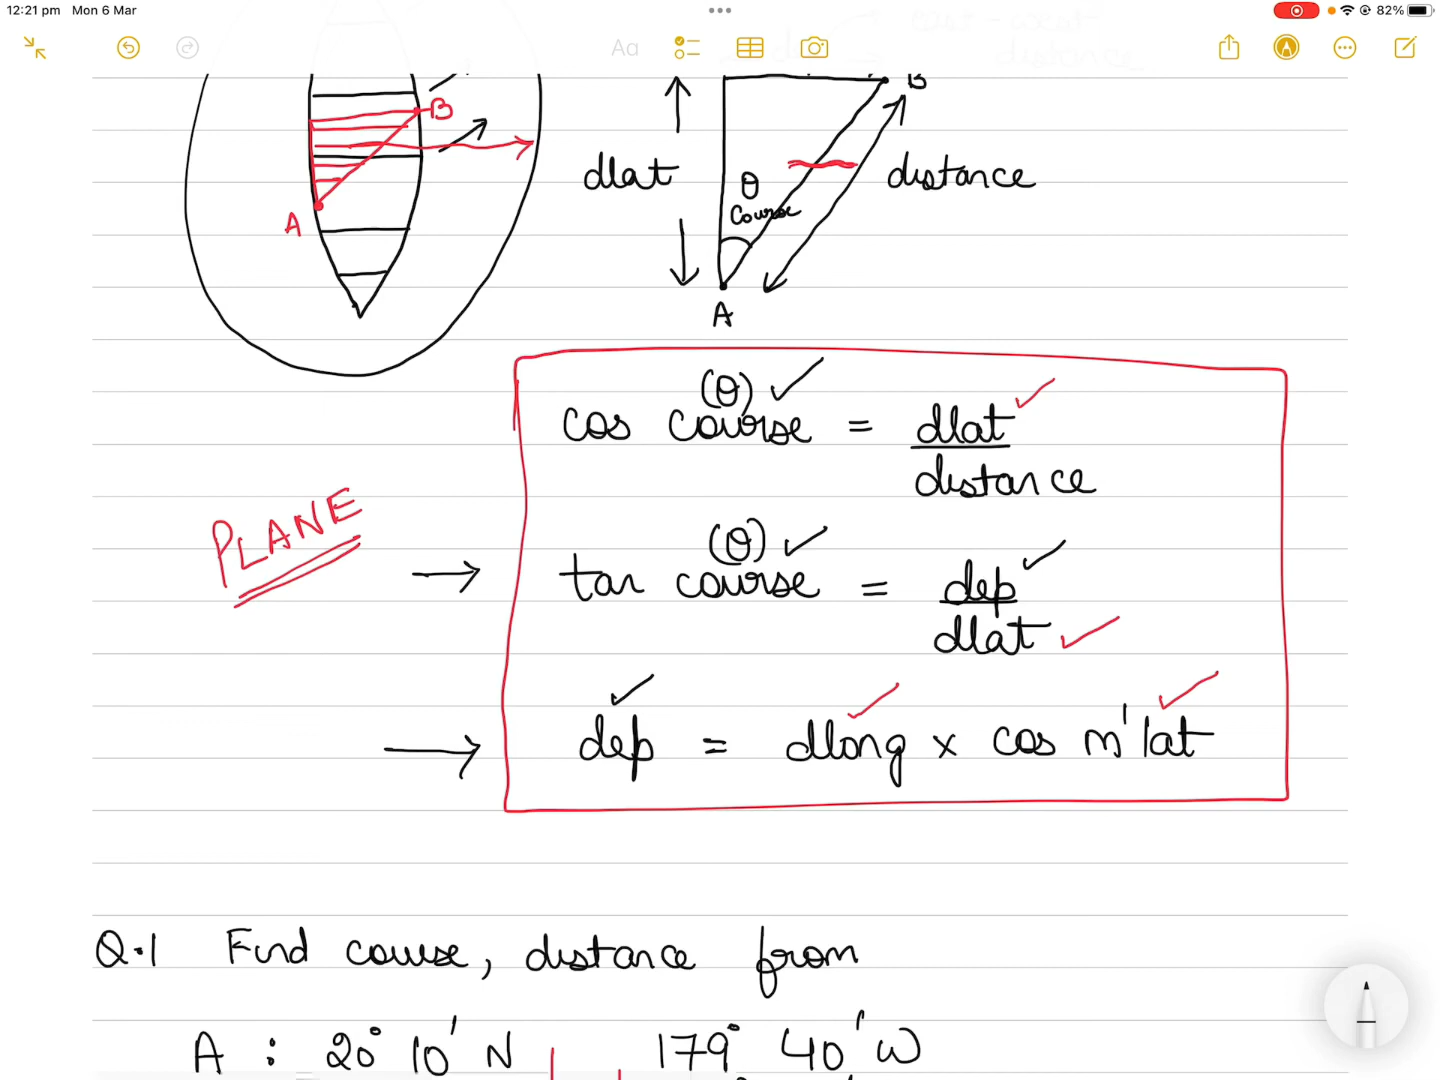 12:21 pm Mon 6 Mar
82%
Aa
B
B
dlat
θ
Course
distance
A
A
(θ)
cos course = dlat
distance
PLANE
(θ)
tan course = dep
dlat
dep = dlong x cos m'lat
Q.1 Find course, distance from
A : 20° 10' N 179° 40' W